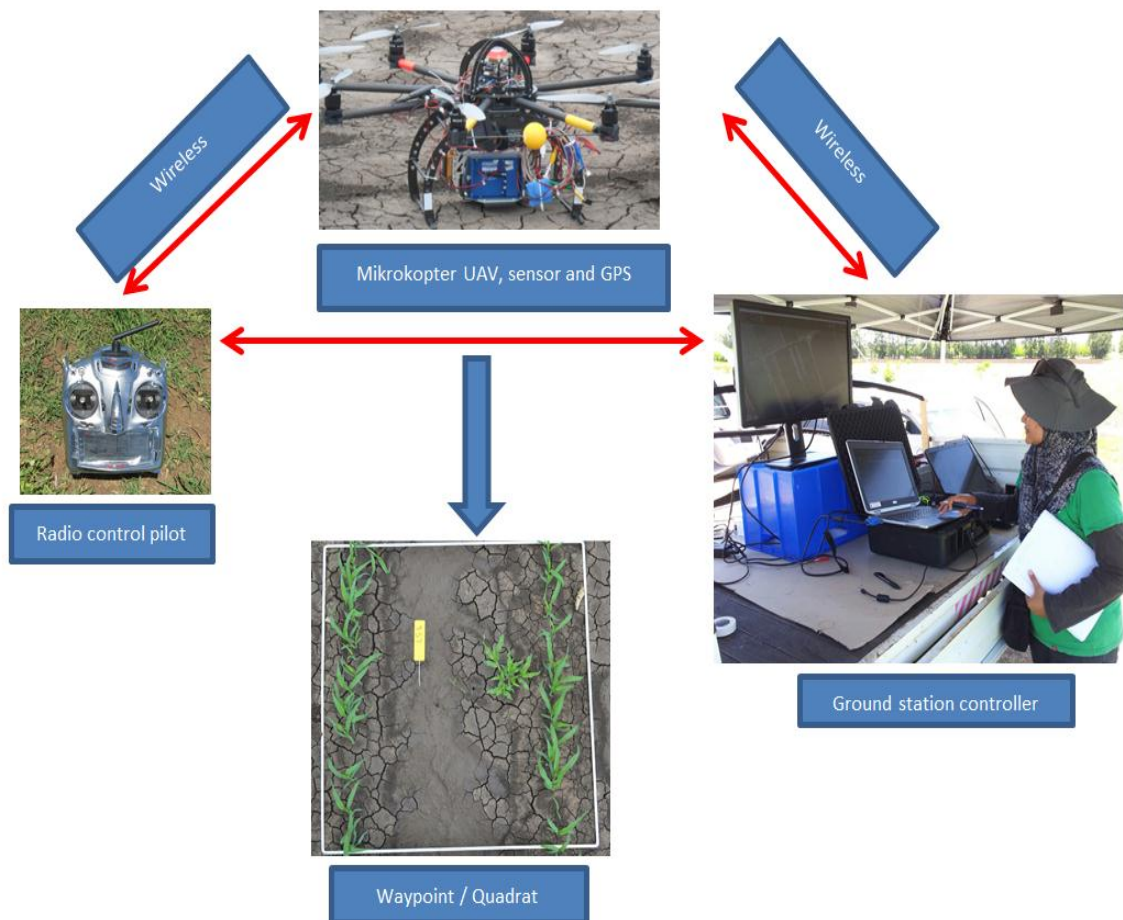 Wireless
Wireless
Mikrokopter UAV, sensor and GPS
Radio control pilot
Ground station controller
Waypoint / Quadrat